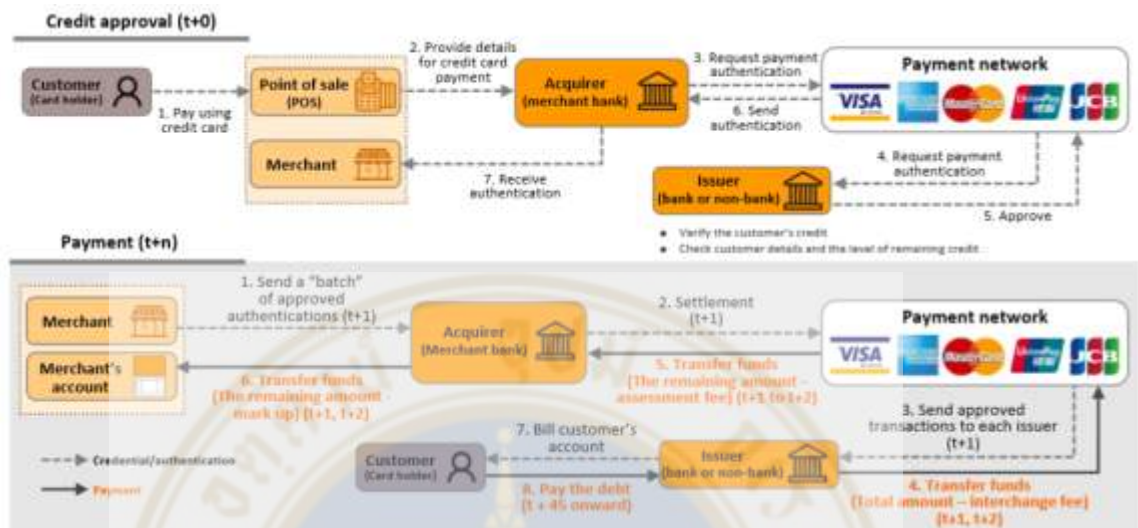 Credit approval (t+0)
Customer
(Card holder)
1. Pay using
credit card
Point of sale
(POS)
Merchant
2. Provide details
for credit card
payment
Acquirer
(merchant bank)
3. Request payment
authentication
6. Send
authentication
7. Receive
authentication
Payment network
VISA
MasterCard
UnionPay
JCB
4. Request payment
authentication
Issuer
(bank or non-bank)
5. Approve
• Verify the customer's credit
• Check customer details and the level of remaining credit
Payment (t+n)
Merchant
Merchant's
account
1. Send a "batch"
of approved
authentications (t+1)
Acquirer
(Merchant bank)
2. Settlement
(t+1)
Payment network
VISA
MasterCard
UnionPay
JCB
6. Transfer funds
(The remaining amount -
mark up) (t+1, t+2)
5. Transfer funds
(The remaining amount –
assessment fee) (t+1, t+2)
3. Send approved
transactions to each issuer
(t+1)
7. Bill customer's
account
Customer
(Card holder)
8. Pay the debt
(t + 45 onward)
Issuer
(bank or non-bank)
4. Transfer funds
(Total amount – interchange fee)
(t+1, t+2)
Credential/authentication
Payment